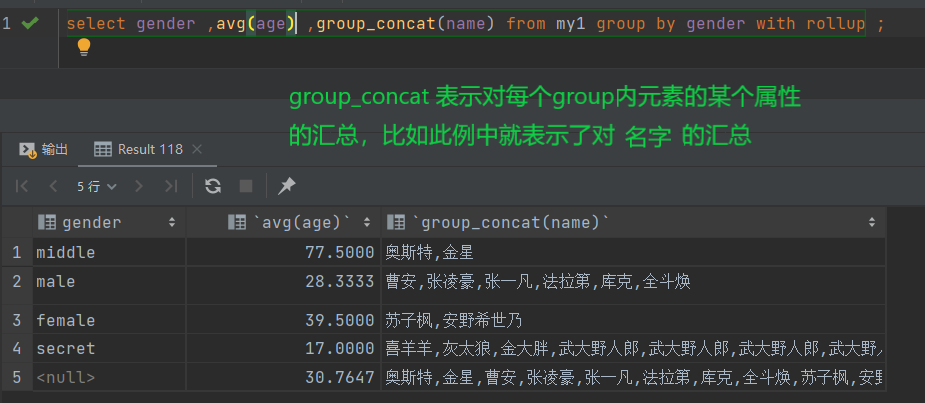 1 select gender ,avg(age) ,group_concat(name) from my1 group by gender with rollup ;
group_concat 表示对每个group内元素的某个属性
的汇总，比如此例中就表示了对 名字 的汇总
输出 Result 118
5 行
gender `avg(age)` `group_concat(name)`
1 middle 77.5000 奥斯特,金星
2 male 28.3333 曹安,张凌豪,张一凡,法拉第,库克,全斗焕
3 female 39.5000 苏子枫,安野希世乃
4 secret 17.0000 喜羊羊,灰太狼,金大胖,武大野人郎,武大野人郎,武大野人郎,武大野人
5 <null> 30.7647 奥斯特,金星,曹安,张凌豪,张一凡,法拉第,库克,全斗焕,苏子枫,安野